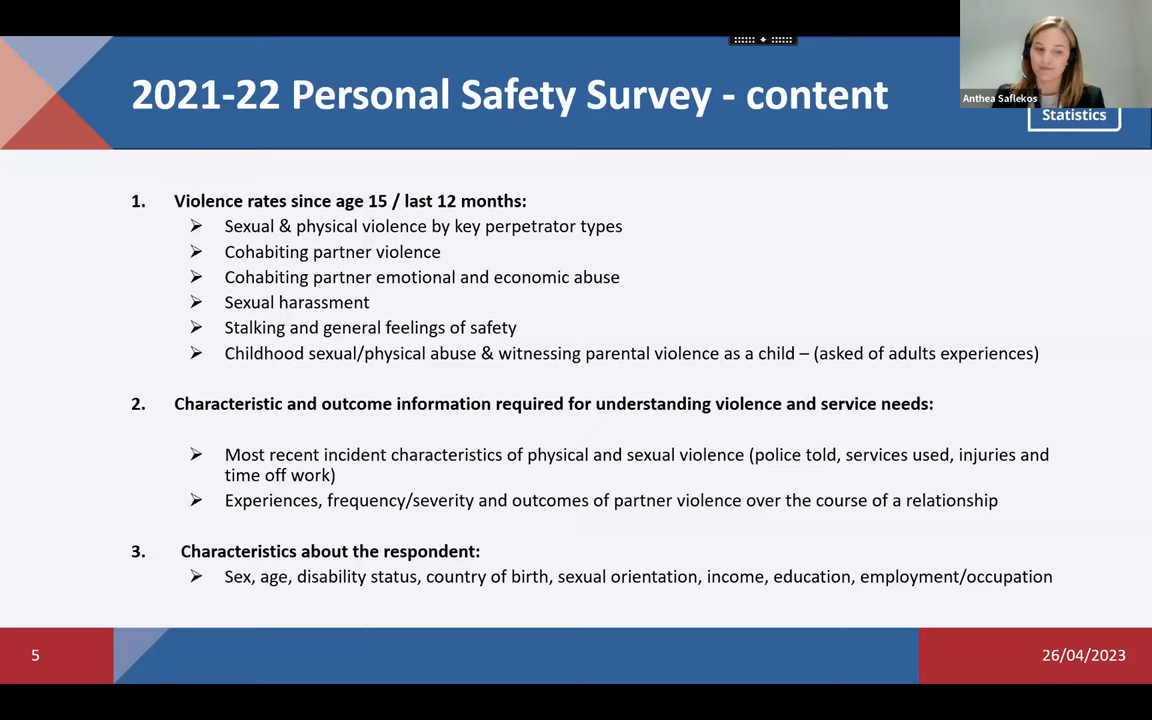 2021-22 Personal Safety Survey - content
Anthea Saflekos
Statistics
1. Violence rates since age 15 / last 12 months:
➢ Sexual & physical violence by key perpetrator types
➢ Cohabiting partner violence
➢ Cohabiting partner emotional and economic abuse
➢ Sexual harassment
➢ Stalking and general feelings of safety
➢ Childhood sexual/physical abuse & witnessing parental violence as a child – (asked of adults experiences)
2. Characteristic and outcome information required for understanding violence and service needs:
➢ Most recent incident characteristics of physical and sexual violence (police told, services used, injuries and
time off work)
➢ Experiences, frequency/severity and outcomes of partner violence over the course of a relationship
3. Characteristics about the respondent:
➢ Sex, age, disability status, country of birth, sexual orientation, income, education, employment/occupation
5
26/04/2023